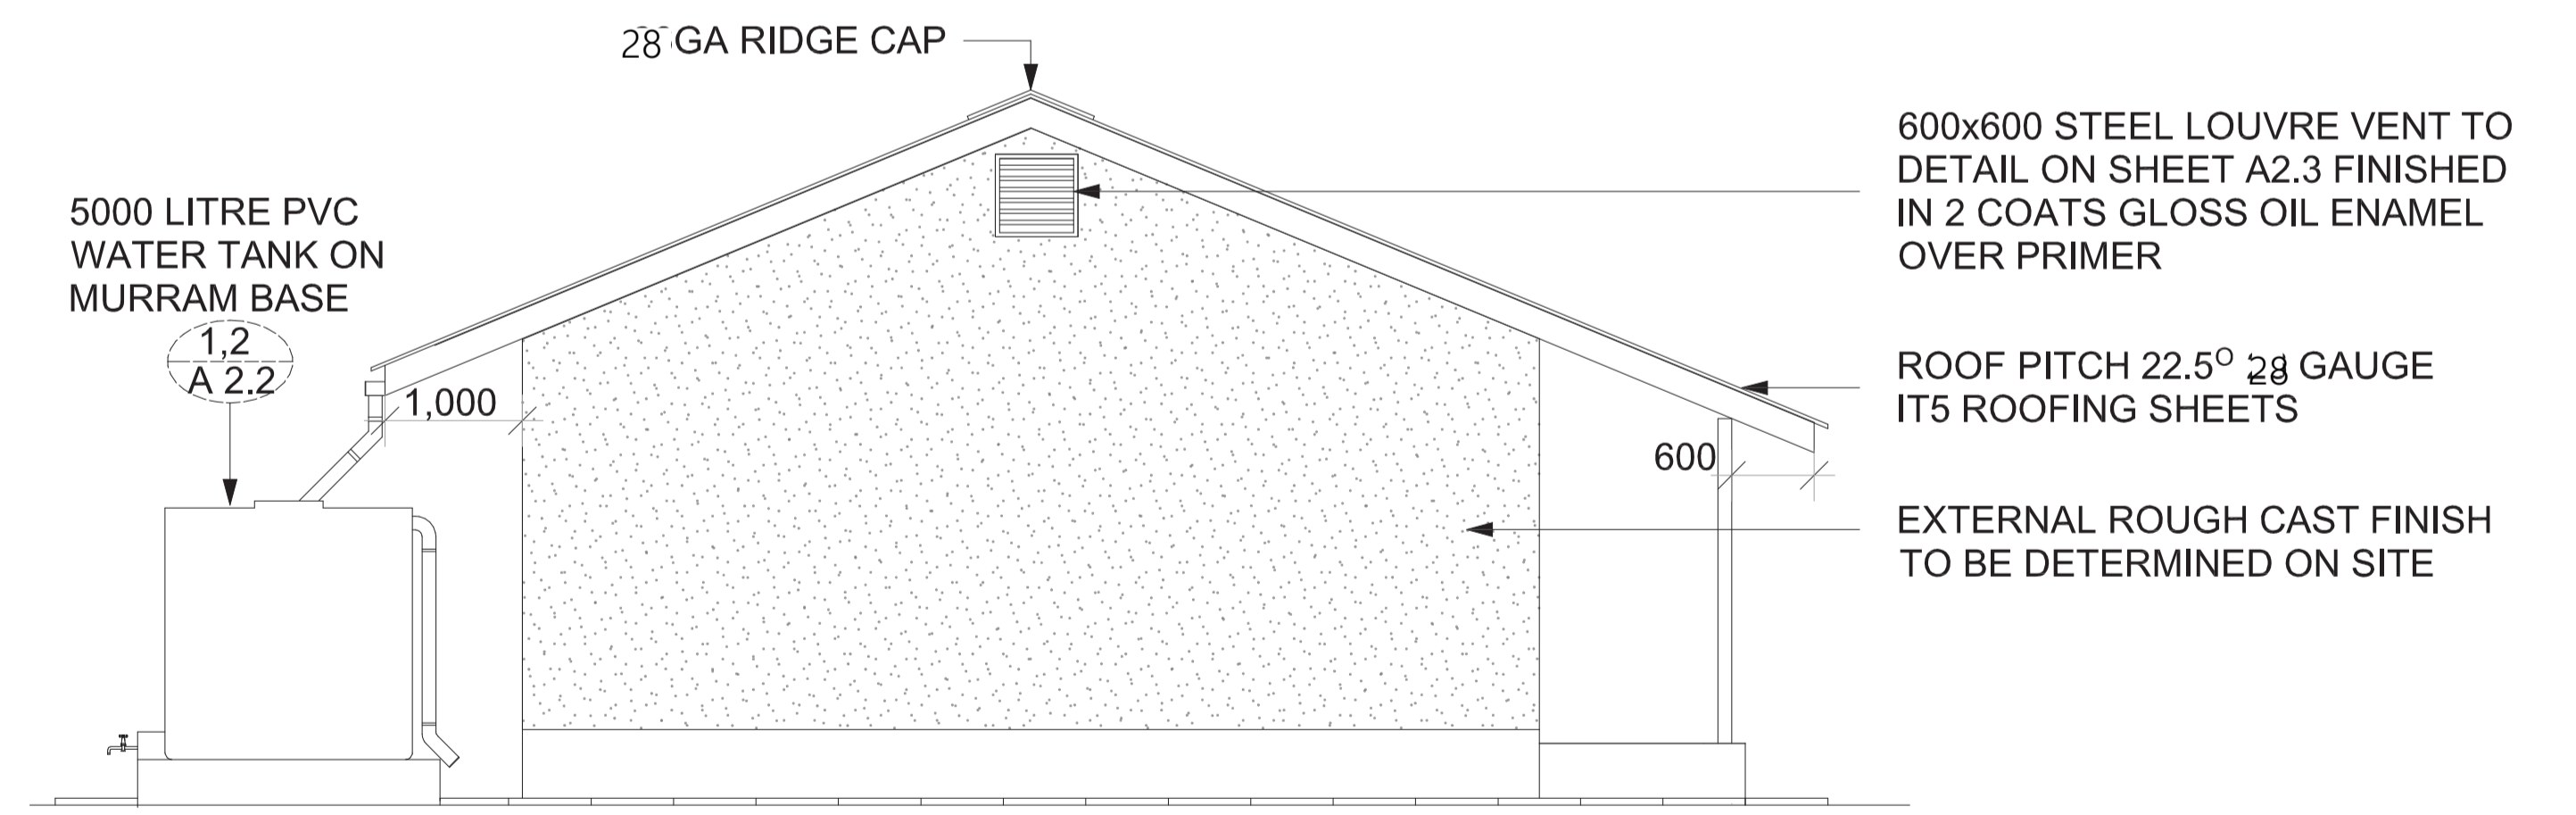 28 GA RIDGE CAP
5000 LITRE PVC
WATER TANK ON
MURRAM BASE
1,2
A 2.2
1,000
600
600x600 STEEL LOUVRE VENT TO
DETAIL ON SHEET A2.3 FINISHED
IN 2 COATS GLOSS OIL ENAMEL
OVER PRIMER
ROOF PITCH 22.5° 28 GAUGE
IT5 ROOFING SHEETS
EXTERNAL ROUGH CAST FINISH
TO BE DETERMINED ON SITE